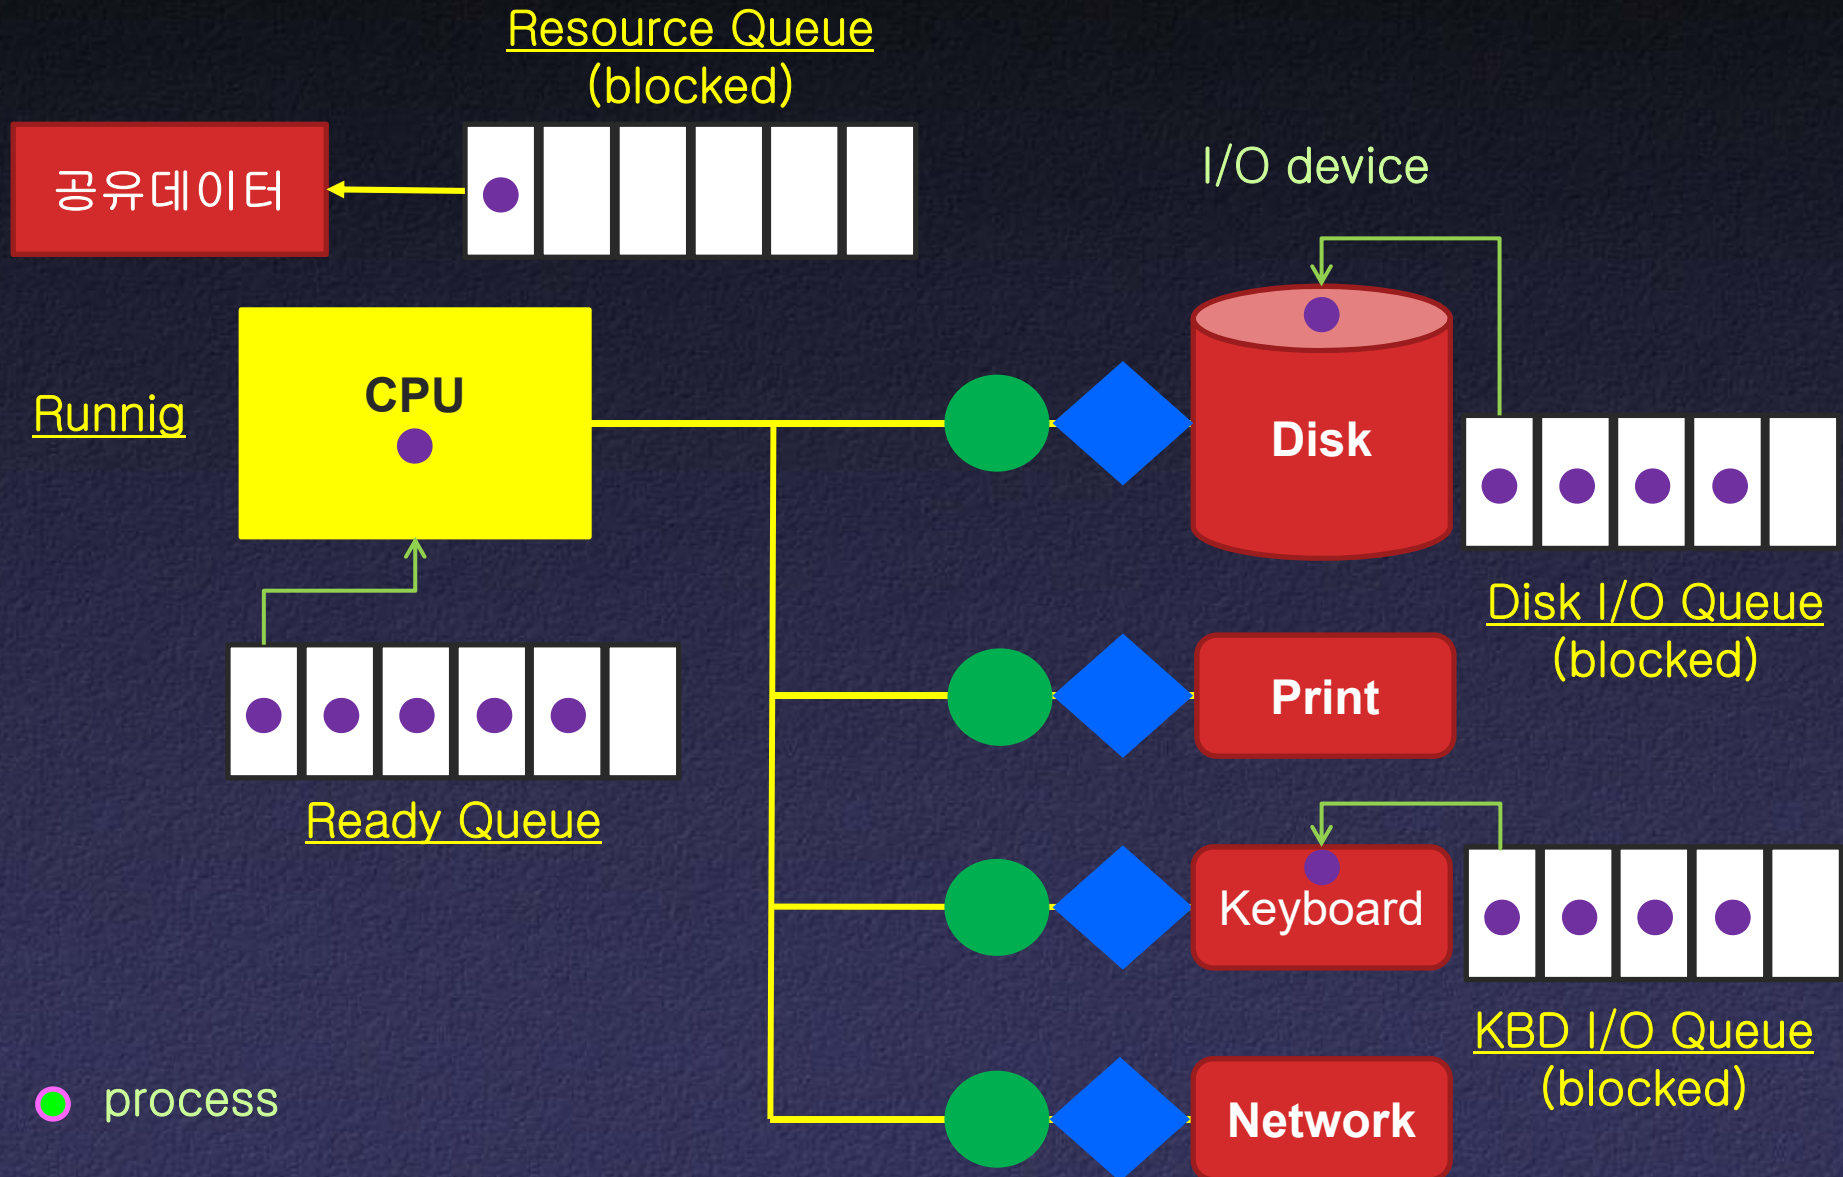 Resource Queue
(blocked)
공유데이터
I/O device
CPU
Runnig
Disk
Disk I/O Queue
(blocked)
Print
Ready Queue
Keyboard
KBD I/O Queue
(blocked)
process
Network